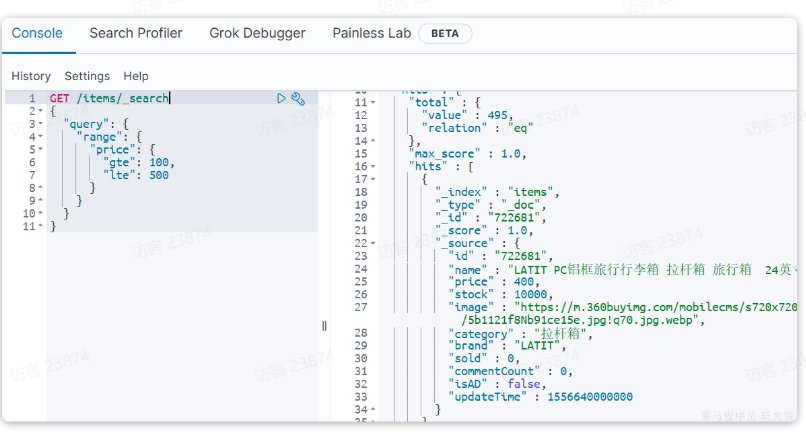 Console Search Profiler Grok Debugger Painless Lab BETA
History Settings Help
1 GET /items/_search
2 {
3 "query": {
4 "range": {
5 "price": {
6 "gte": 100,
7 "lte": 500
8 }
9 }
10 }
11 }
11 "total" : {
12 "value" : 495,
13 "relation" : "eq"
14 },
15 "max_score" : 1.0,
16 "hits" : [
17 {
18 "_index" : "items",
19 "_type" : "_doc",
20 "_id" : "722681",
21 "_score" : 1.0,
22 "_source" : {
23 "id" : "722681",
24 "name" : "LATIT PC铝框旅行行李箱 拉杆箱 旅行箱 24英
25 "price" : 400,
26 "stock" : 10000,
27 "image" : "https://m.360buyimg.com/mobilecms/s720x720
/5b1121f8Nb91ce15e.jpg!q70.jpg.webp",
28 "category" : "拉杆箱",
29 "brand" : "LATIT",
30 "sold" : 0,
31 "commentCount" : 0,
32 "isAD" : false,
33 "updateTime" : 1556640000000
34 }
访客 23874
黑马程序员-研究院